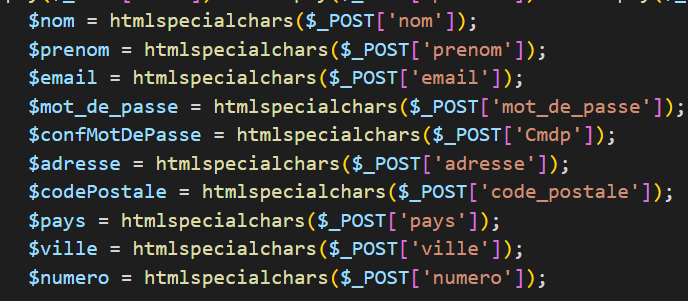 $nom = htmlspecialchars($_POST['nom']);
$prenom = htmlspecialchars($_POST['prenom']);
$email = htmlspecialchars($_POST['email']);
$mot_de_passe = htmlspecialchars($_POST['mot_de_passe']);
$confMotDePasse = htmlspecialchars($_POST['Cmdp']);
$adresse = htmlspecialchars($_POST['adresse']);
$codePostale = htmlspecialchars($_POST['code_postale']);
$pays = htmlspecialchars($_POST['pays']);
$ville = htmlspecialchars($_POST['ville']);
$numero = htmlspecialchars($_POST['numero']);